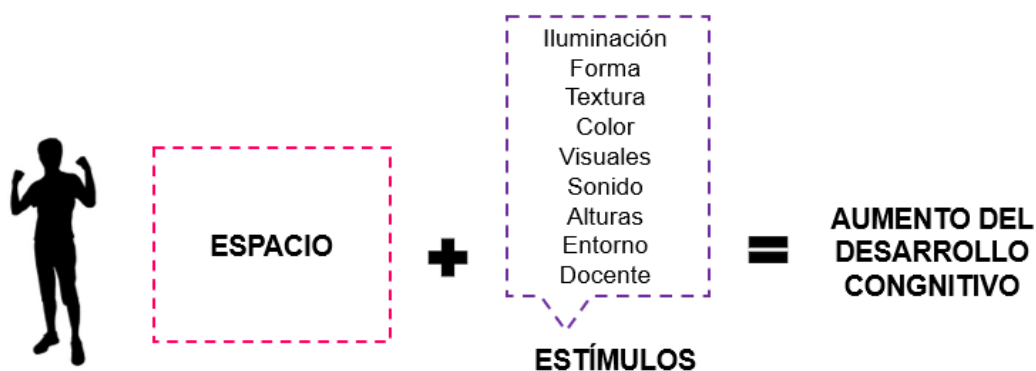 ESPACIO
Iluminación
Forma
Textura
Color
Visuales
Sonido
Alturas
Entorno
Docente
ESTÍMULOS
AUMENTO DEL
DESARROLLO
CONGNITIVO